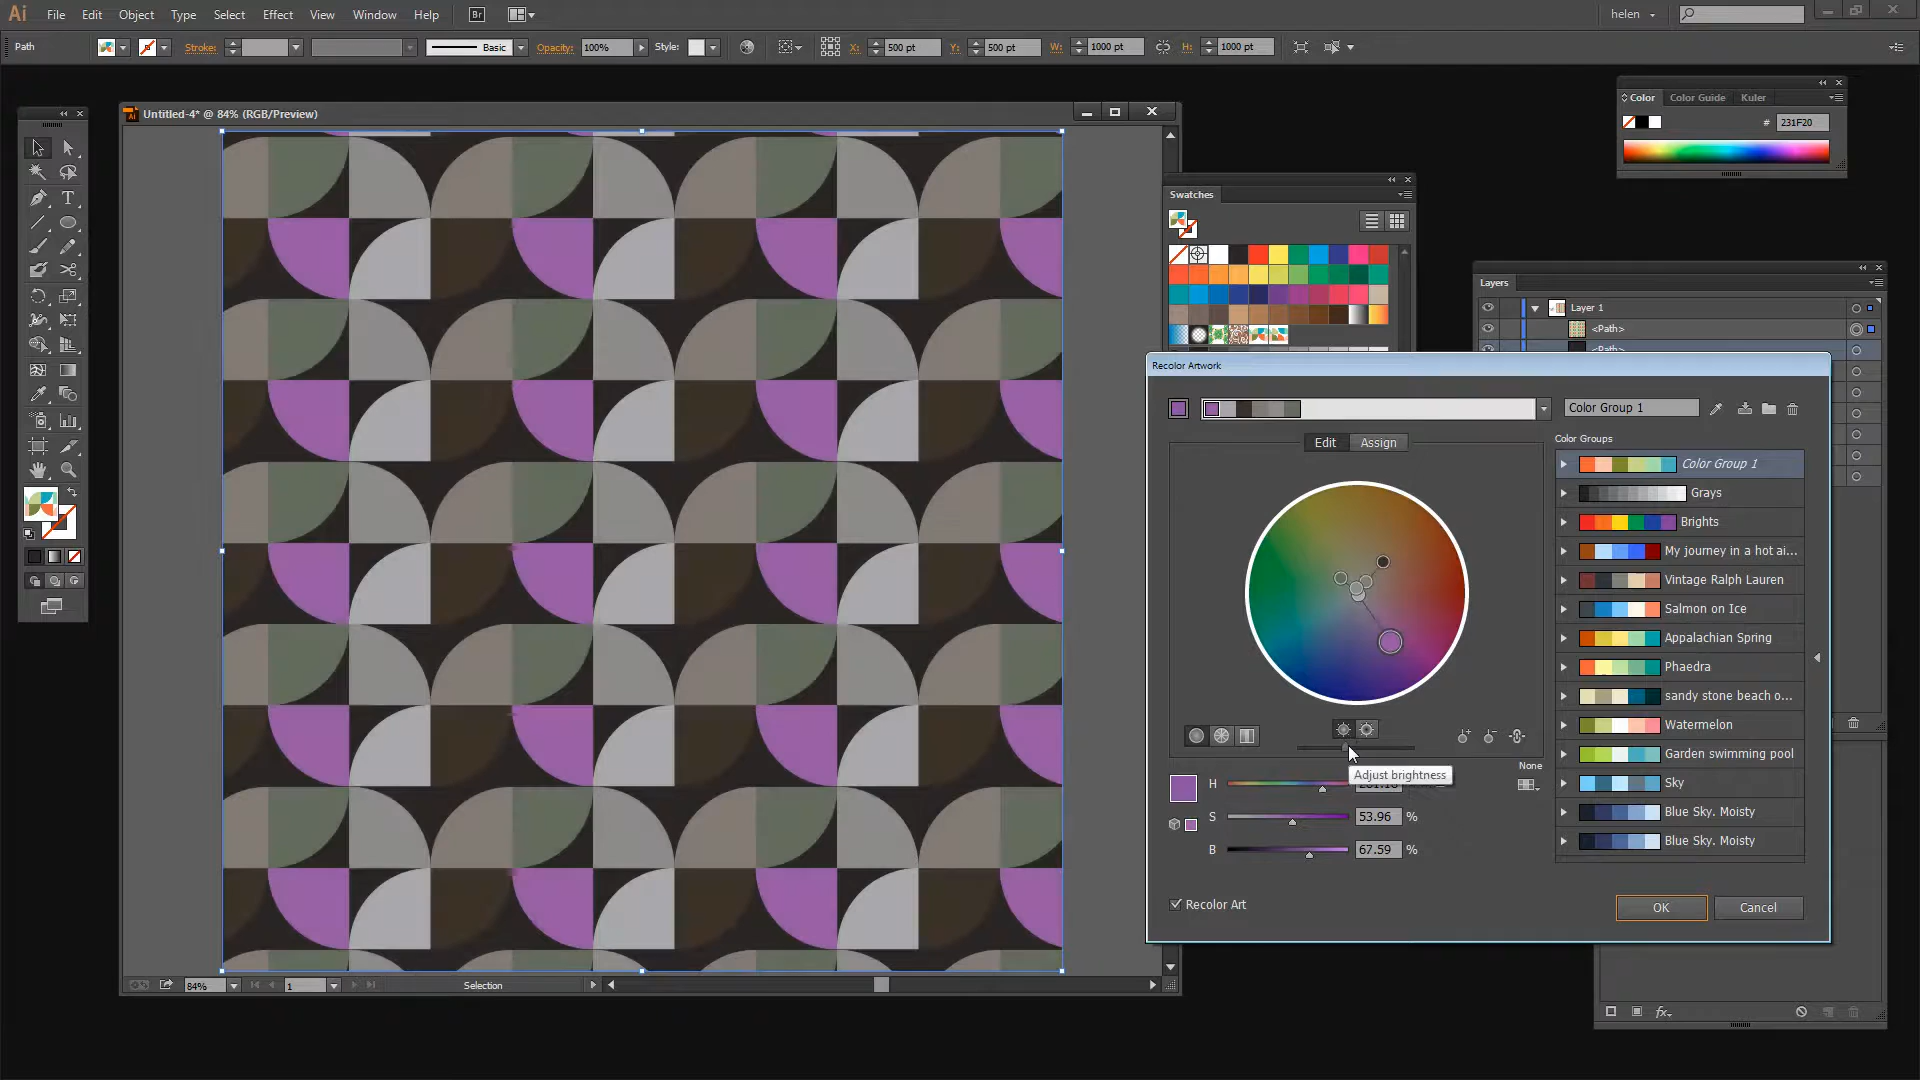 Ai File Edit Object Type Select Effect View Window Help Br helen
Path Stroke: Basic Opacity: 100% Style: X: 500 pt Y: 500 pt W: 1000 pt H: 1000 pt
Color Color Guide Kuler
# 231F20
Untitled-4* @ 84% (RGB/Preview)
Swatches
Layers
Layer 1
<Path>
<Path>
Recolor Artwork
Color Group 1
Edit Assign
Color Groups
Color Group 1
Grays
Brights
My journey in a hot ai...
Vintage Ralph Lauren
Salmon on Ice
Appalachian Spring
Phaedra
sandy stone beach o...
Watermelon
Garden swimming pool
Sky
Blue Sky. Moisty
Blue Sky. Moisty
Adjust brightness
None
H
S 53.96 %
B 67.59 %
Recolor Art
OK Cancel
84% 1 Selection
fx